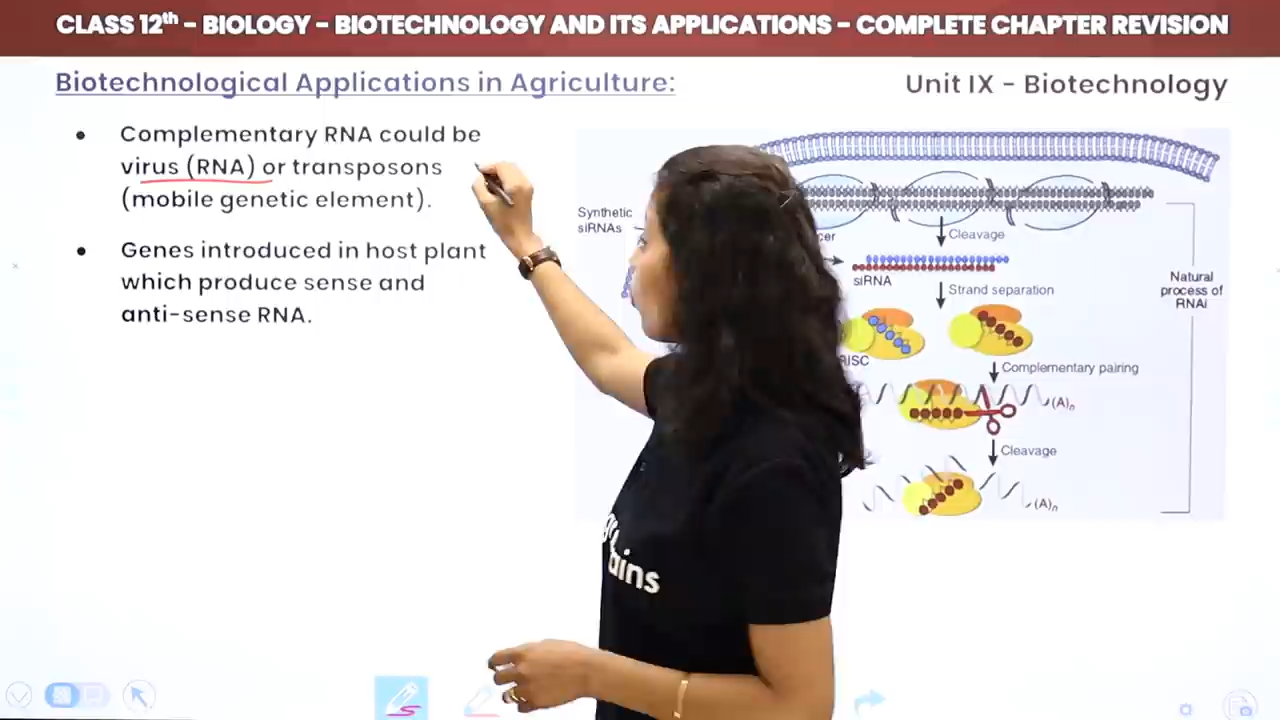 CLASS 12th – BIOLOGY – BIOTECHNOLOGY AND ITS APPLICATIONS – COMPLETE CHAPTER REVISION
Biotechnological Applications in Agriculture:
Unit IX – Biotechnology
• Complementary RNA could be
virus (RNA) or transposons
(mobile genetic element).
• Genes introduced in host plant
which produce sense and
anti-sense RNA.
Synthetic
siRNAs
Cleavage
siRNA
Strand separation
Natural
process of
RNAi
RISC
Complementary pairing
(A)n
Cleavage
(A)n